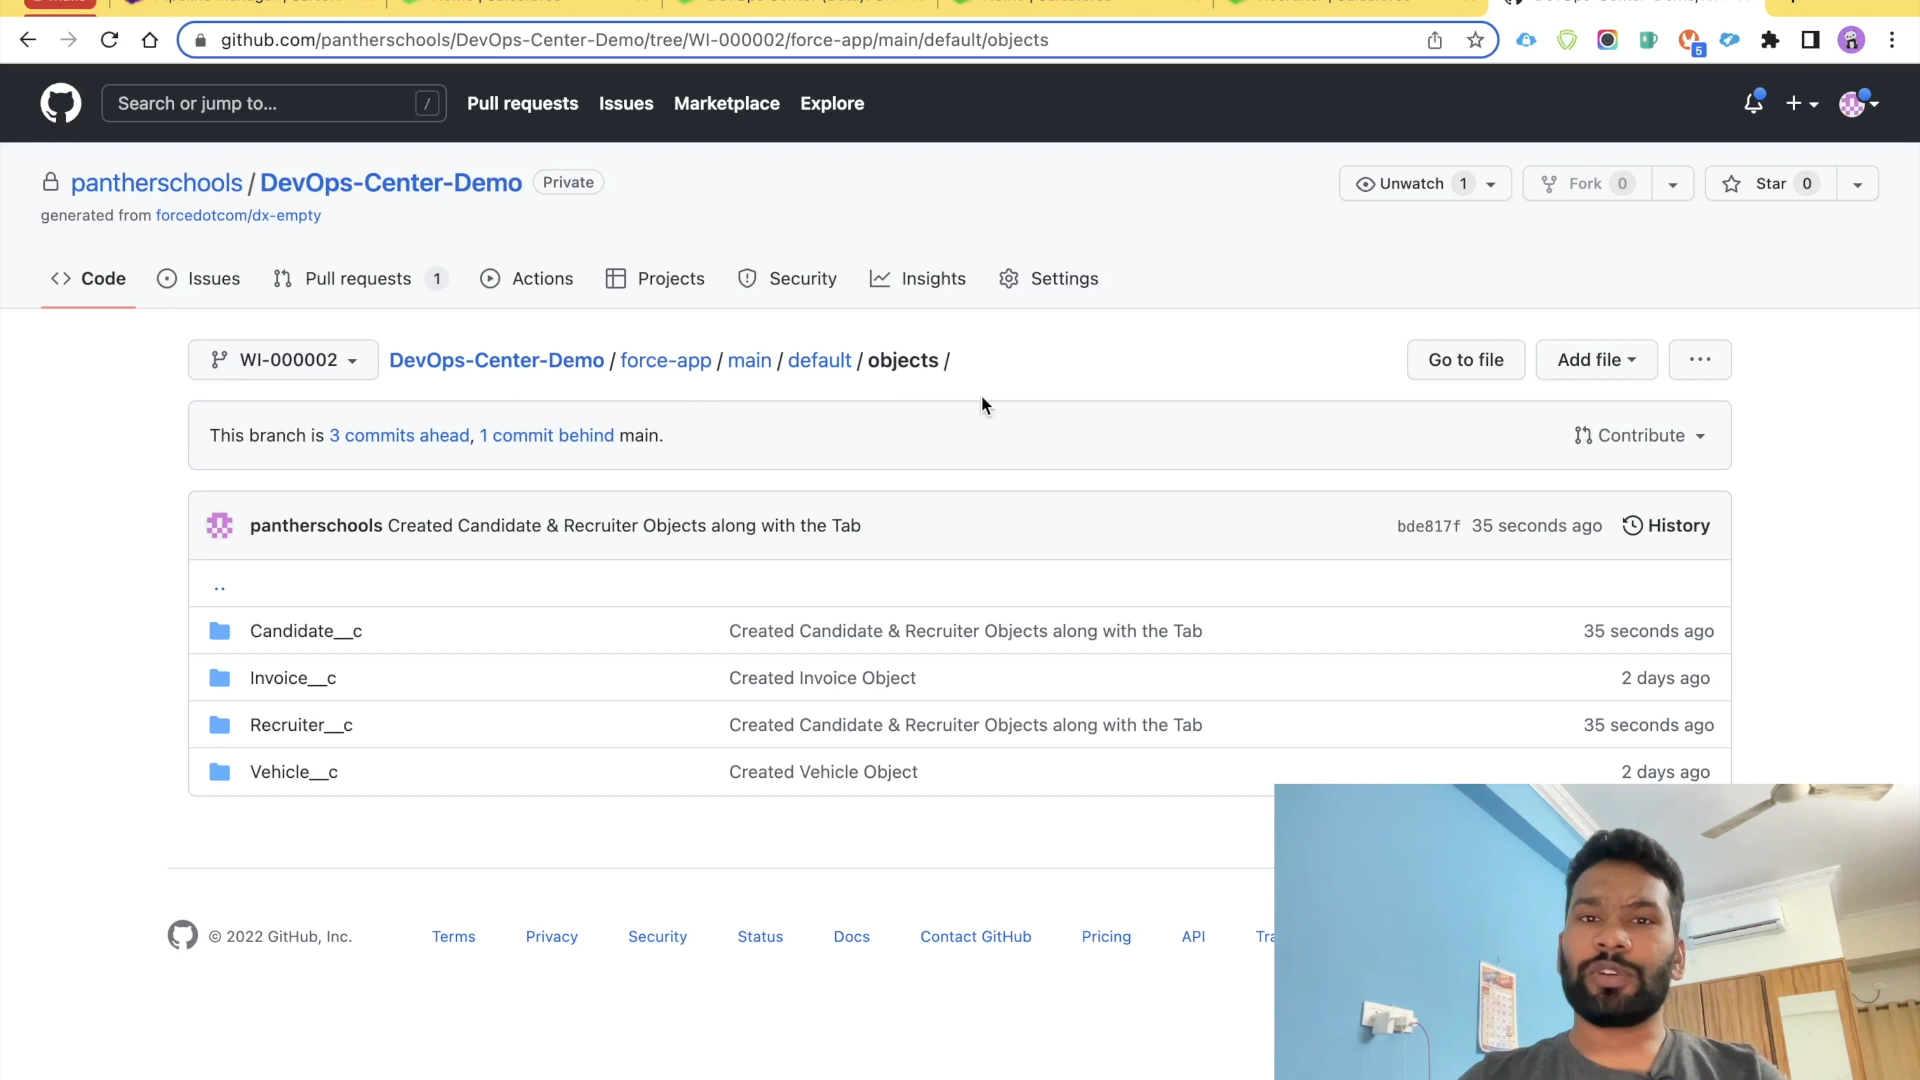 github.com/pantherschools/DevOps-Center-Demo/tree/WI-000002/force-app/main/default/objects
5
Search or jump to... /
Pull requests Issues Marketplace Explore
pantherschools / DevOps-Center-Demo Private
Unwatch 1 Fork 0 Star 0
generated from forcedotcom/dx-empty
Code Issues Pull requests 1 Actions Projects Security Insights Settings
WI-000002 DevOps-Center-Demo / force-app / main / default / objects /
Go to file Add file ...
This branch is 3 commits ahead, 1 commit behind main.
Contribute
pantherschools Created Candidate & Recruiter Objects along with the Tab
bde817f 35 seconds ago History
..
Candidate__c Created Candidate & Recruiter Objects along with the Tab 35 seconds ago
Invoice__c Created Invoice Object 2 days ago
Recruiter__c Created Candidate & Recruiter Objects along with the Tab 35 seconds ago
Vehicle__c Created Vehicle Object 2 days ago
© 2022 GitHub, Inc. Terms Privacy Security Status Docs Contact GitHub Pricing API